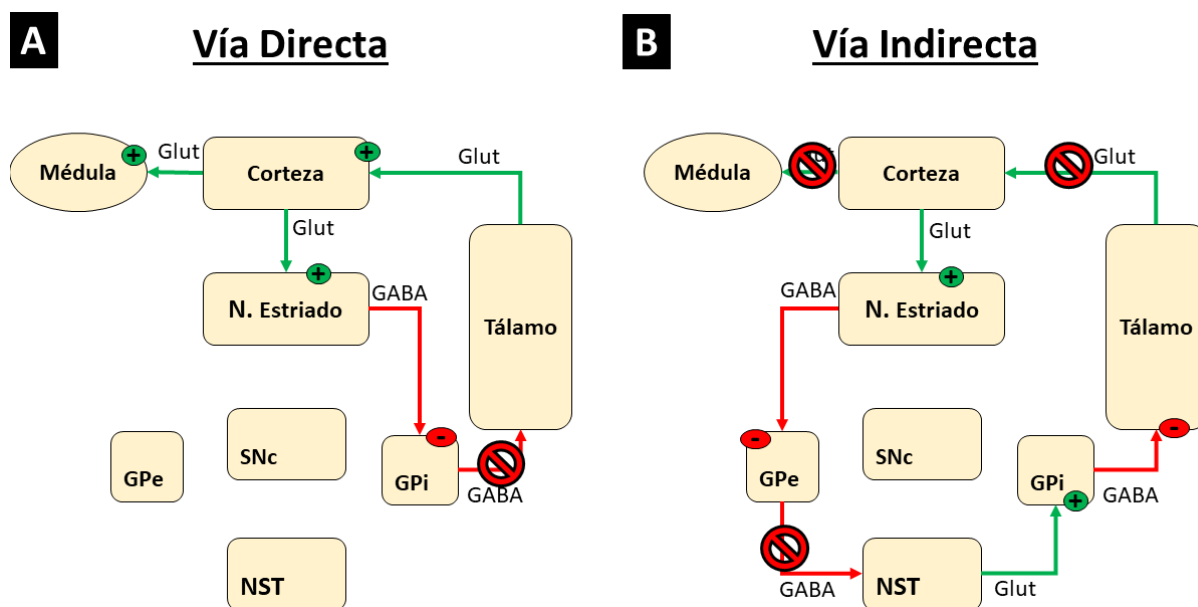 A
Vía Directa
Médula
Glut
Corteza
Glut
Glut
N. Estriado
GABA
Tálamo
GPe
SNc
GPi
GABA
NST
B
Vía Indirecta
Médula
Corteza
Glut
Glut
GABA
N. Estriado
Tálamo
GPe
SNc
GPi
GABA
GABA
NST
Glut